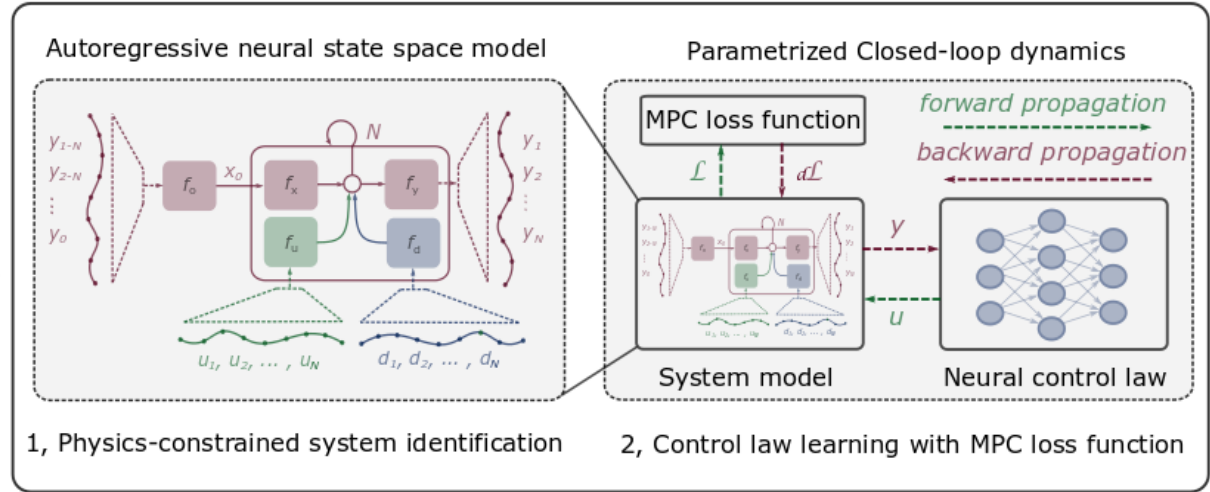 Autoregressive neural state space model
y1-N
y2-N
...
y0
fo
x0
N
fx
fy
fu
fd
y1
y2
...
yN
u1, u2, ... , uN
d1, d2, ... , dN
1, Physics-constrained system identification
Parametrized Closed-loop dynamics
MPC loss function
forward propagation
backward propagation
ℒ
dℒ
N
y
u
System model
Neural control law
2, Control law learning with MPC loss function